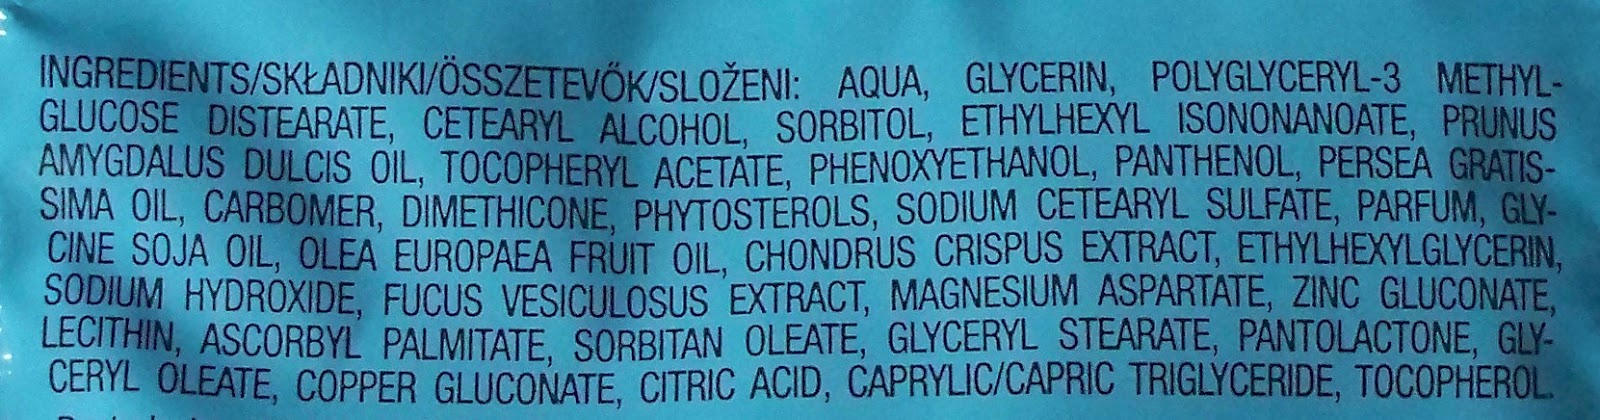 INGREDIENTS/SKŁADNIKI/ÖSSZETEVŐK/SLOŽENI: AQUA, GLYCERIN, POLYGLYCERYL-3 METHYL-
GLUCOSE DISTEARATE, CETEARYL ALCOHOL, SORBITOL, ETHYLHEXYL ISONONANOATE, PRUNUS
AMYGDALUS DULCIS OIL, TOCOPHERYL ACETATE, PHENOXYETHANOL, PANTHENOL, PERSEA GRATIS-
SIMA OIL, CARBOMER, DIMETHICONE, PHYTOSTEROLS, SODIUM CETEARYL SULFATE, PARFUM, GLY-
CINE SOJA OIL, OLEA EUROPAEA FRUIT OIL, CHONDRUS CRISPUS EXTRACT, ETHYLHEXYLGLYCERIN,
SODIUM HYDROXIDE, FUCUS VESICULOSUS EXTRACT, MAGNESIUM ASPARTATE, ZINC GLUCONATE,
LECITHIN, ASCORBYL PALMITATE, SORBITAN OLEATE, GLYCERYL STEARATE, PANTOLACTONE, GLY-
CERYL OLEATE, COPPER GLUCONATE, CITRIC ACID, CAPRYLIC/CAPRIC TRIGLYCERIDE, TOCOPHEROL.